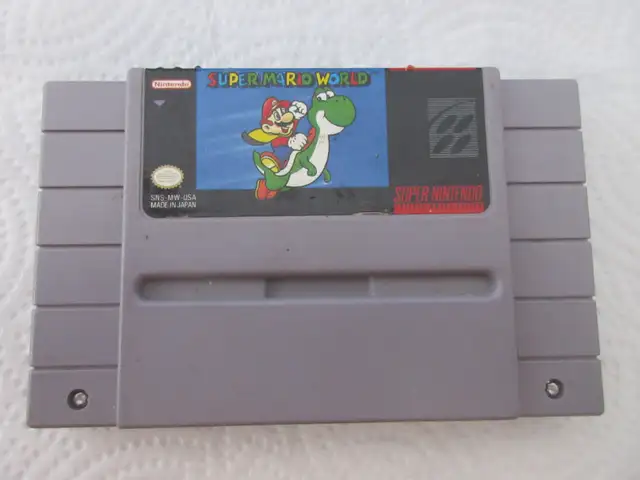 Nintendo
SUPER MARIO WORLD
SNS-MW-USA
MADE IN JAPAN
SUPER NINTENDO